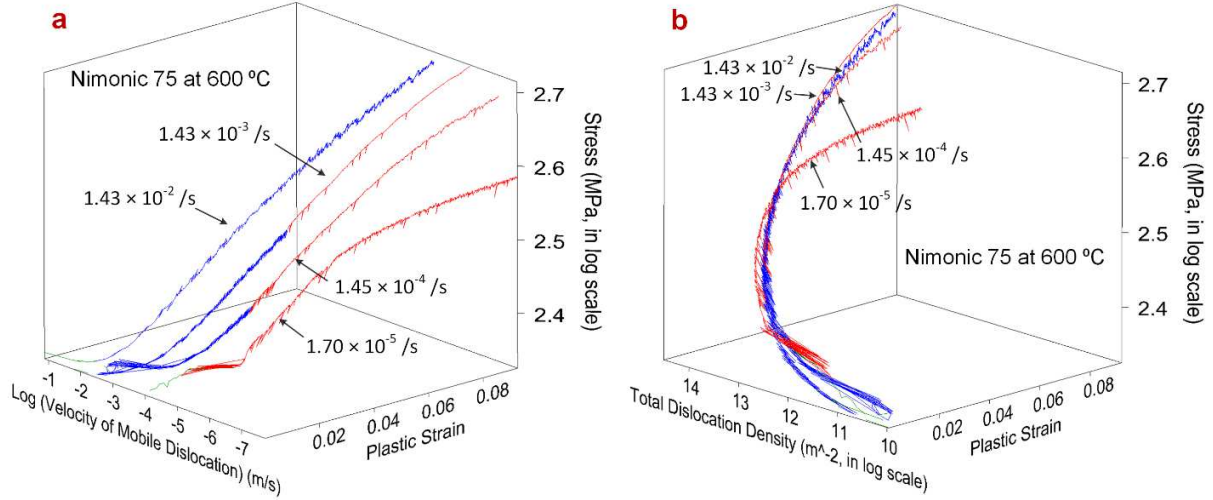 a
Nimonic 75 at 600 ºC
1.43 × 10⁻³ /s
1.43 × 10⁻² /s
1.45 × 10⁻⁴ /s
1.70 × 10⁻⁵ /s
2.7
2.6
2.5
2.4
Stress (MPa, in log scale)
-1
-2
-3
-4
-5
-6
-7
Log (Velocity of Mobile Dislocation) (m/s)
0.02
0.04
0.06
0.08
Plastic Strain
b
1.43 × 10⁻² /s
1.43 × 10⁻³ /s
1.45 × 10⁻⁴ /s
1.70 × 10⁻⁵ /s
Nimonic 75 at 600 ºC
2.7
2.6
2.5
2.4
Stress (MPa, in log scale)
14
13
12
11
10
Total Dislocation Density (m^-2, in log scale)
0.02
0.04
0.06
0.08
Plastic Strain